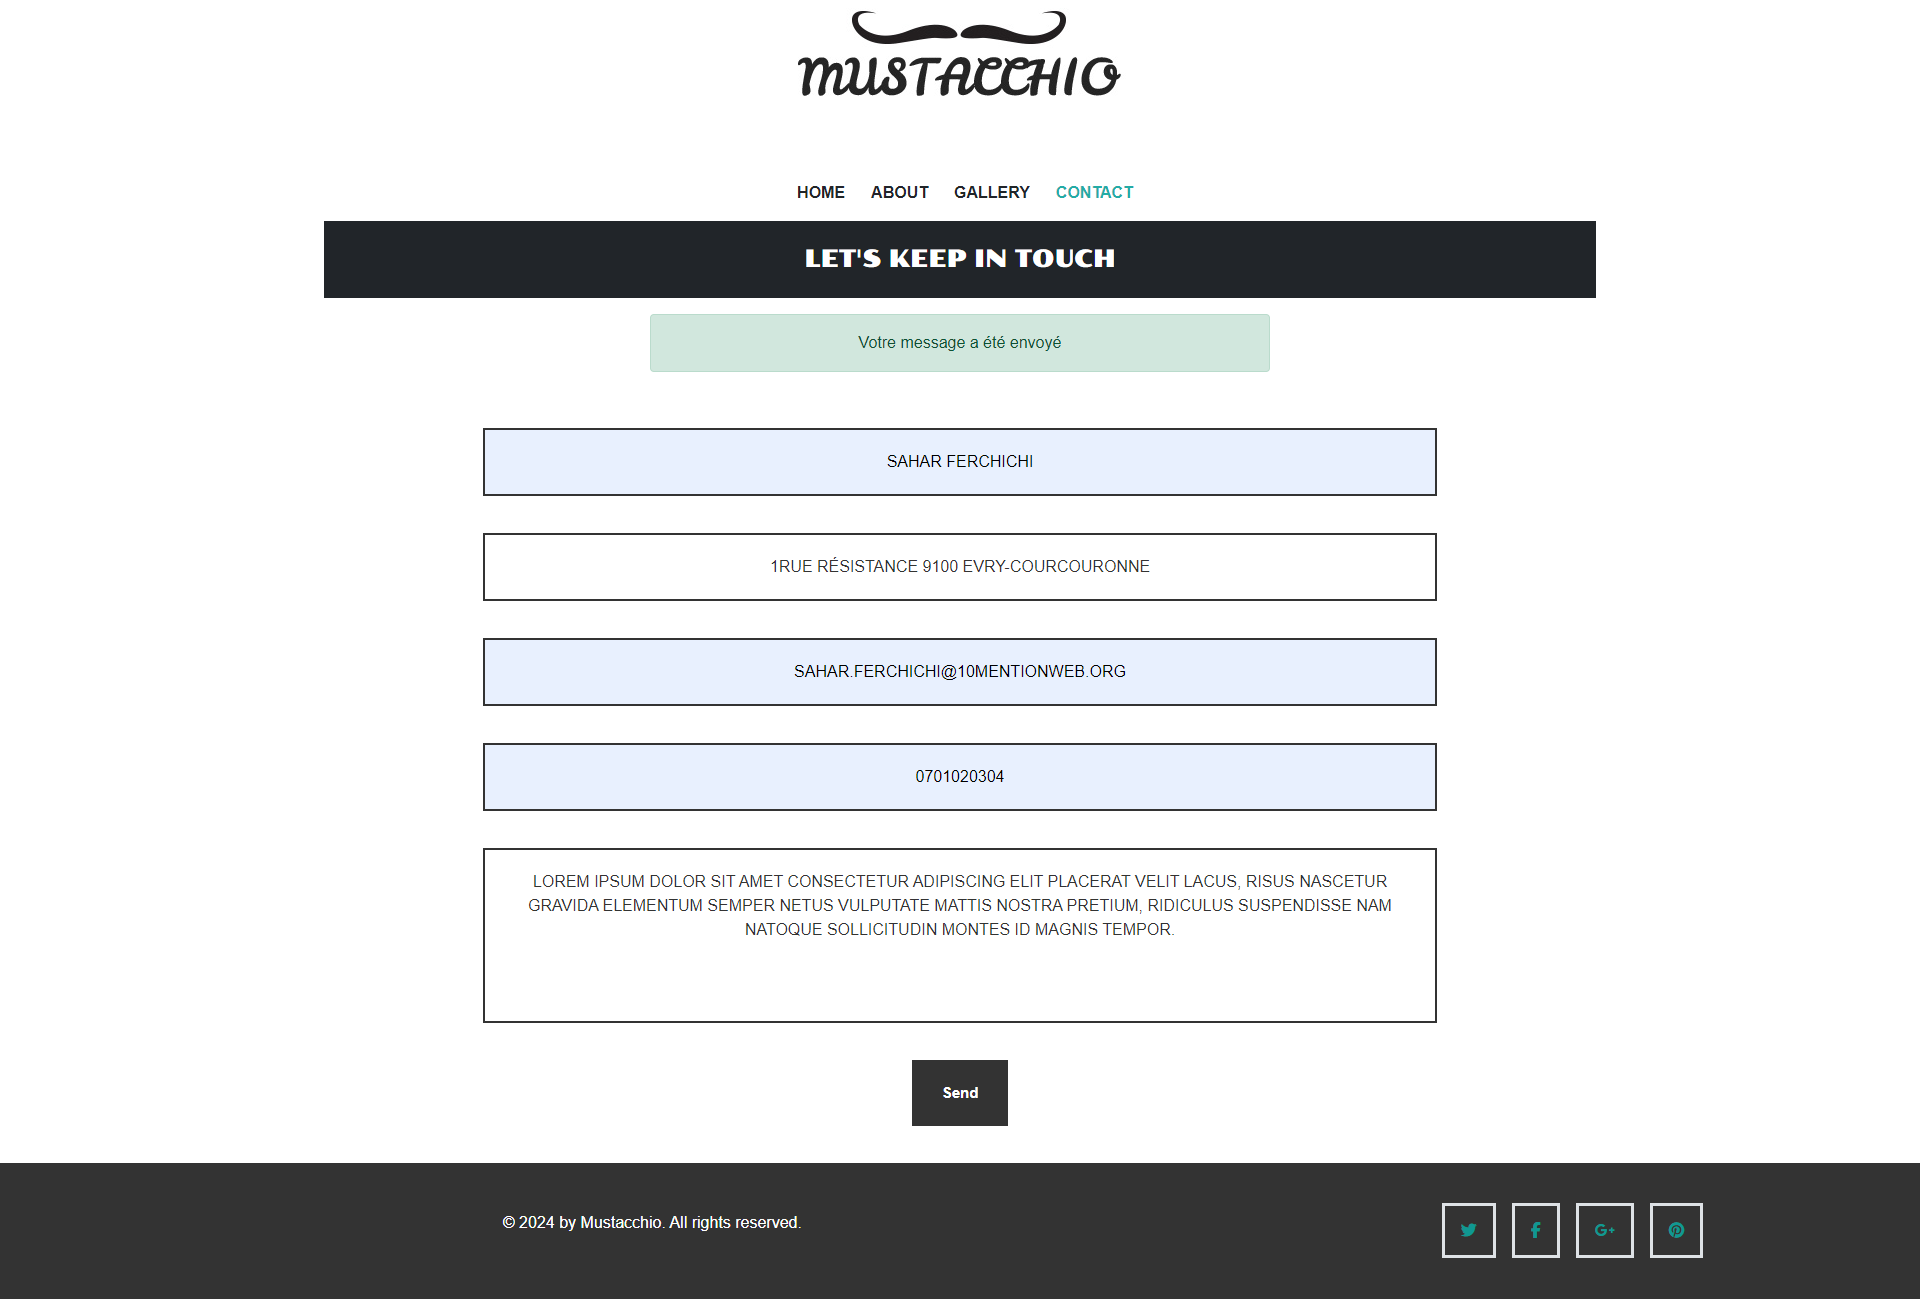 MUSTACCHIO
HOME ABOUT GALLERY CONTACT
LET'S KEEP IN TOUCH
Votre message a été envoyé
SAHAR FERCHICHI
1RUE RÉSISTANCE 9100 EVRY-COURCOURONNE
SAHAR.FERCHICHI@10MENTIONWEB.ORG
0701020304
LOREM IPSUM DOLOR SIT AMET CONSECTETUR ADIPISCING ELIT PLACERAT VELIT LACUS, RISUS NASCETUR
GRAVIDA ELEMENTUM SEMPER NETUS VULPUTATE MATTIS NOSTRA PRETIUM, RIDICULUS SUSPENDISSE NAM
NATOQUE SOLLICITUDIN MONTES ID MAGNIS TEMPOR.
Send
© 2024 by Mustacchio. All rights reserved.